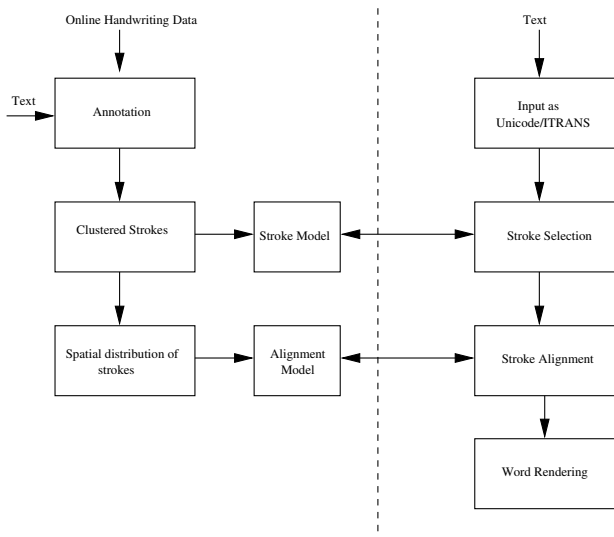 Online Handwriting Data
Text
Annotation
Clustered Strokes
Stroke Model
Spatial distribution of
strokes
Alignment
Model
Text
Input as
Unicode/ITRANS
Stroke Selection
Stroke Alignment
Word Rendering